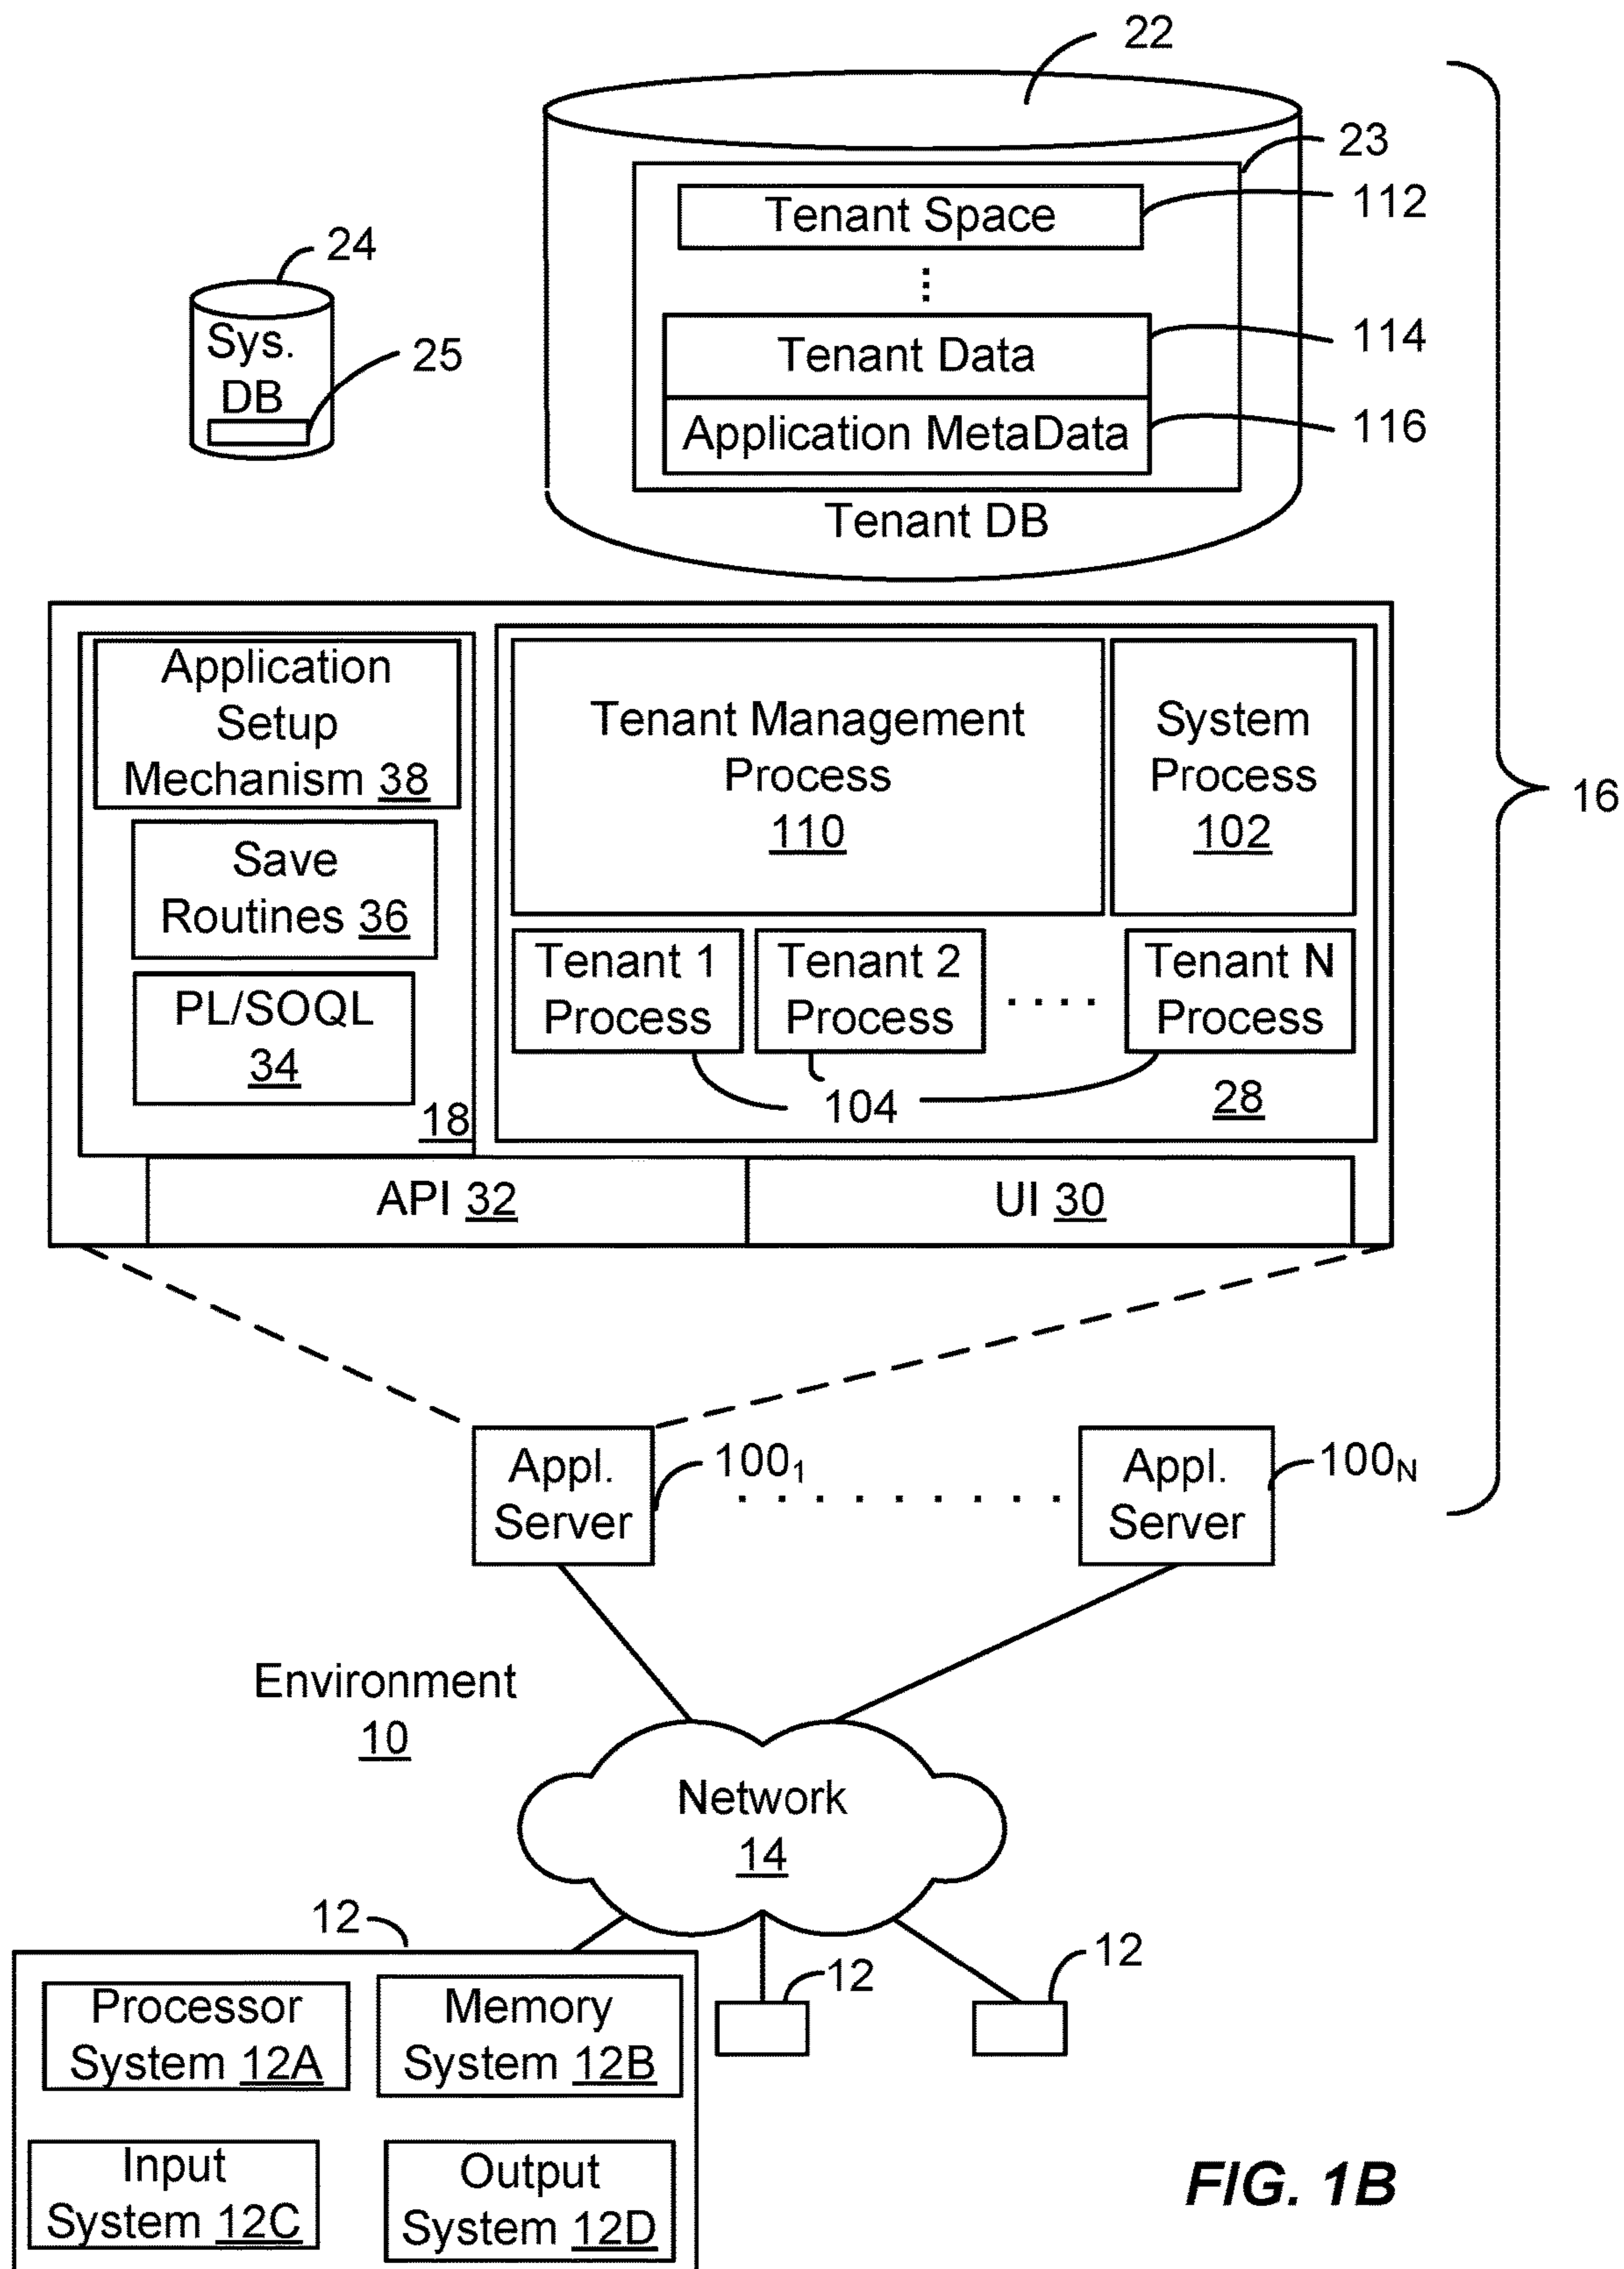 22
23
Tenant Space
112
24
Sys.
DB
25
Tenant Data
114
Application MetaData
116
Tenant DB
Application
Setup
Mechanism 38
Save
Routines 36
PL/SOQL
34
18
Tenant Management
Process
110
System
Process
102
Tenant 1
Process
Tenant 2
Process
Tenant N
Process
104
28
16
API 32
UI 30
Appl.
Server
100₁
Appl.
Server
100N
Environment
10
Network
14
12
12
12
Processor
System 12A
Memory
System 12B
Input
System 12C
Output
System 12D
FIG. 1B